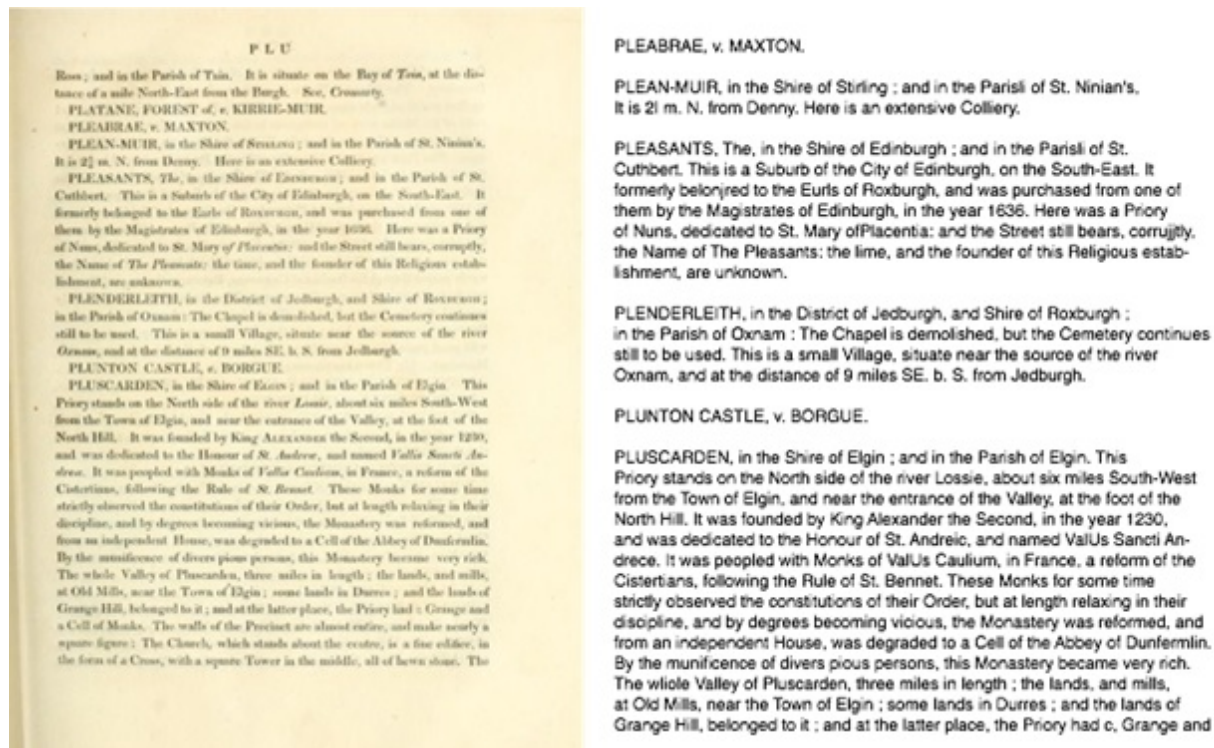 P L U
Ross; and in the Parish of Tain. It is situate on the Bay of Tain, at the dis-
tance of a mile North-East from the Burgh. See, Cromarty.
PLATANE, FOREST of, v. KIRRIE-MUIR.
PLEABRAE, v. MAXTON.
PLEAN-MUIR, in the Shire of STIRLING; and in the Parish of St. Ninian's.
It is 2¾ m. N. from Denny. Here is an extensive Colliery.
PLEASANTS, The, in the Shire of EDINBURGH; and in the Parish of St.
Cuthbert. This is a Suburb of the City of Edinburgh, on the South-East. It
formerly belonged to the Earls of ROXBURGH, and was purchased from one of
them by the Magistrates of Edinburgh, in the year 1636. Here was a Priory
of Nuns, dedicated to St. Mary of Placentia: and the Street still bears, corruptly,
the Name of The Pleasants: the time, and the founder of this Religious estab-
lishment, are unknown.
PLENDERLEITH, in the District of Jedburgh, and Shire of ROXBURGH;
in the Parish of Oxnam: The Chapel is demolished, but the Cemetery continues
still to be used. This is a small Village, situate near the source of the river
Oxnam, and at the distance of 9 miles SE. b. S. from Jedburgh.
PLUNTON CASTLE, v. BORGUE.
PLUSCARDEN, in the Shire of ELGIN; and in the Parish of Elgin. This
Priory stands on the North side of the river Lossie, about six miles South-West
from the Town of Elgin, and near the entrance of the Valley, at the foot of the
North Hill. It was founded by King ALEXANDER the Second, in the year 1230,
and was dedicated to the Honour of St. Andrew, and named Vallis Sancti An-
dreæ. It was peopled with Monks of Vallis Caulium, in France, a reform of the
Cistertians, following the Rule of St. Bennet. These Monks for some time
strictly observed the constitutions of their Order, but at length relaxing in their
discipline, and by degrees becoming vicious, the Monastery was reformed, and
from an independent House, was degraded to a Cell of the Abbey of Dunfermlin.
By the munificence of divers pious persons, this Monastery became very rich.
The whole Valley of Pluscarden, three miles in length; the lands, and mills,
at Old Mills, near the Town of Elgin; some lands in Durres; and the lands of
Grange Hill, belonged to it; and at the latter place, the Priory had a Grange and
a Cell of Monks. The walls of the Precinct are almost entire, and make nearly a
square figure: The Church, which stands about the centre, is a fine edifice, in
the form of a Cross, with a square Tower in the middle, all of hewn stone. The
PLEABRAE, v. MAXTON.
PLEAN-MUIR, in the Shire of Stirling ; and in the Parisli of St. Ninian's,
It is 2l m. N. from Denny. Here is an extensive Colliery.
PLEASANTS, The, in the Shire of Edinburgh ; and in the Parisli of St.
Cuthbert. This is a Suburb of the City of Edinburgh, on the South-East. It
formerly belonjred to the Eurls of Roxburgh, and was purchased from one of
them by the Magistrates of Edinburgh, in the year 1636. Here was a Priory
of Nuns, dedicated to St. Mary ofPlacentia: and the Street still bears, corrujjtly,
the Name of The Pleasants: the lime, and the founder of this Religious estab-
lishment, are unknown.
PLENDERLEITH, in the District of Jedburgh, and Shire of Roxburgh ;
in the Parish of Oxnam : The Chapel is demolished, but the Cemetery continues
still to be used. This is a small Village, situate near the source of the river
Oxnam, and at the distance of 9 miles SE. b. S. from Jedburgh.
PLUNTON CASTLE, v. BORGUE.
PLUSCARDEN, in the Shire of Elgin ; and in the Parish of Elgin. This
Priory stands on the North side of the river Lossie, about six miles South-West
from the Town of Elgin, and near the entrance of the Valley, at the foot of the
North Hill. It was founded by King Alexander the Second, in the year 1230,
and was dedicated to the Honour of St. Andreic, and named ValUs Sancti An-
drece. It was peopled with Monks of ValUs Caulium, in France, a reform of the
Cistertians, following the Rule of St. Bennet. These Monks for some time
strictly observed the constitutions of their Order, but at length relaxing in their
discipline, and by degrees becoming vicious, the Monastery was reformed, and
from an independent House, was degraded to a Cell of the Abbey of Dunfermlin.
By the munificence of divers pious persons, this Monastery became very rich.
The wliole Valley of Pluscarden, three miles in length ; the lands, and mills,
at Old Mills, near the Town of Elgin ; some lands in Durres ; and the lands of
Grange Hill, belonged to it ; and at the latter place, the Priory had c, Grange and